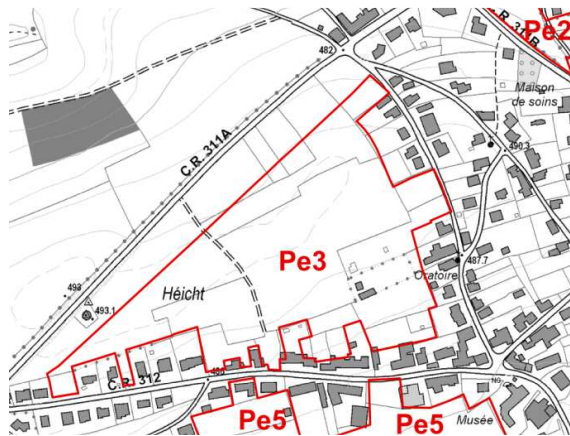 Pe2
C.R. 311B
482
Maison
de soins
C.R. 311A
490.3
Pe3
487.7
Oratoire
Héicht
493
493.1
C.R. 312
Pe5
Pe5
Musée